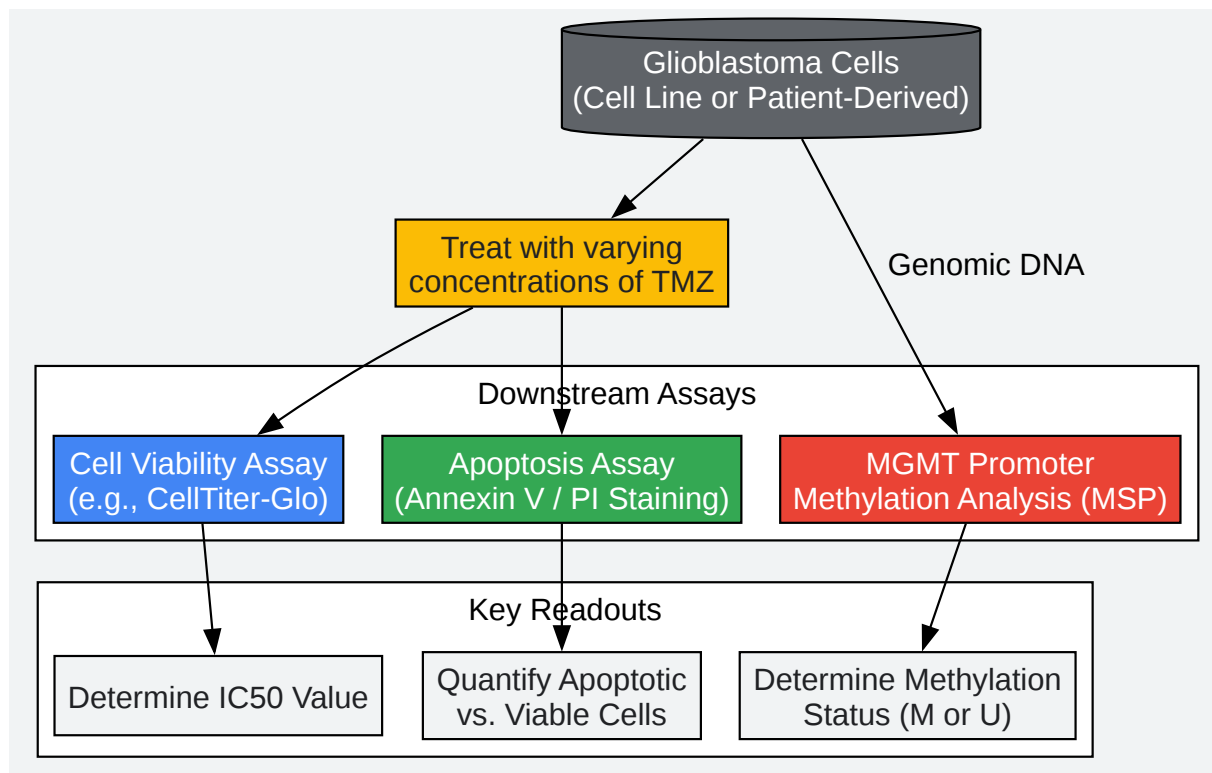 Glioblastoma Cells
(Cell Line or Patient-Derived)
Treat with varying
concentrations of TMZ
Genomic DNA
Downstream Assays
Cell Viability Assay
(e.g., CellTiter-Glo)
Apoptosis Assay
(Annexin V / PI Staining)
MGMT Promoter
Methylation Analysis (MSP)
Key Readouts
Determine IC50 Value
Quantify Apoptotic
vs. Viable Cells
Determine Methylation
Status (M or U)